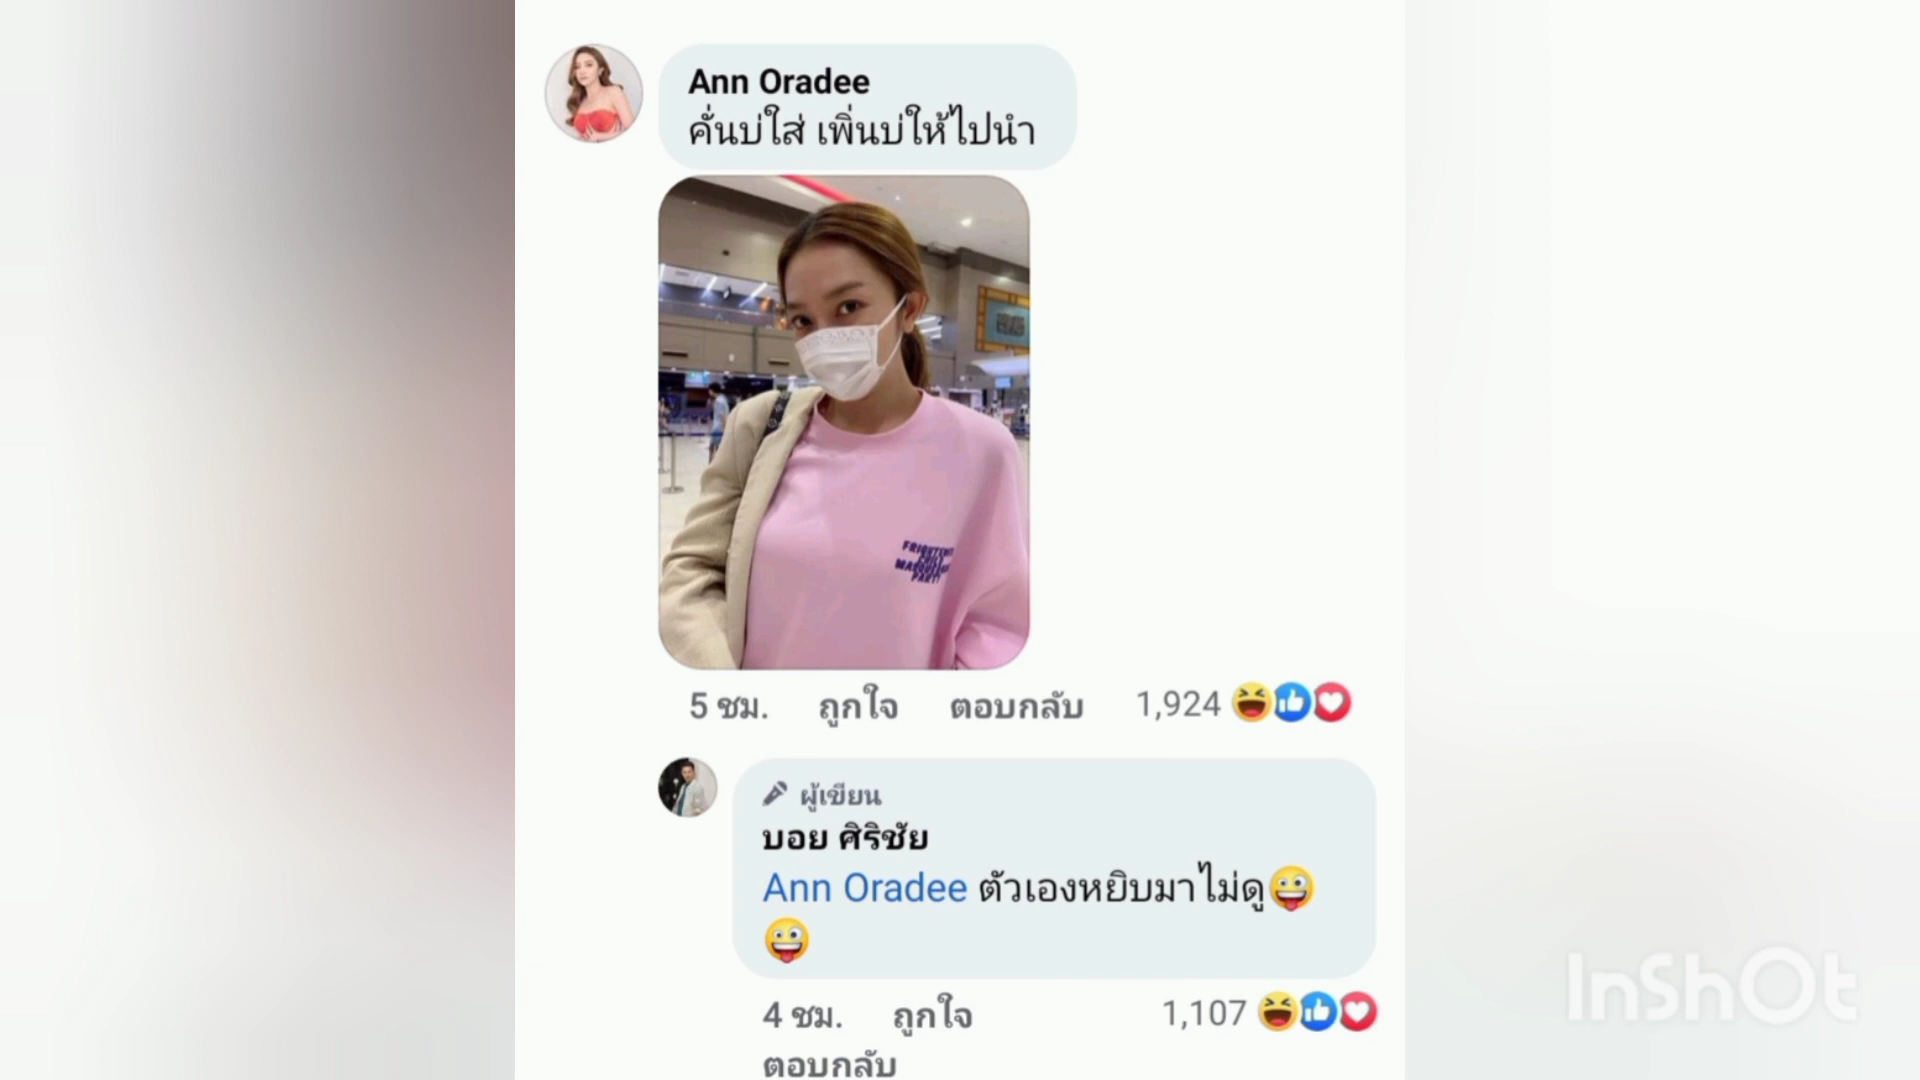 Ann Oradee
คั่นบ่ใส่ เพิ่นบ่ให้ไปนำ
PARTY
5 ชม. ถูกใจ ตอบกลับ 1,924
ผู้เขียน
บอย ศิริชัย
Ann Oradee ตัวเองหยิบมาไม่ดู🤪
🤪
4 ชม. ถูกใจ 1,107
ตอบกลับ
InShOt